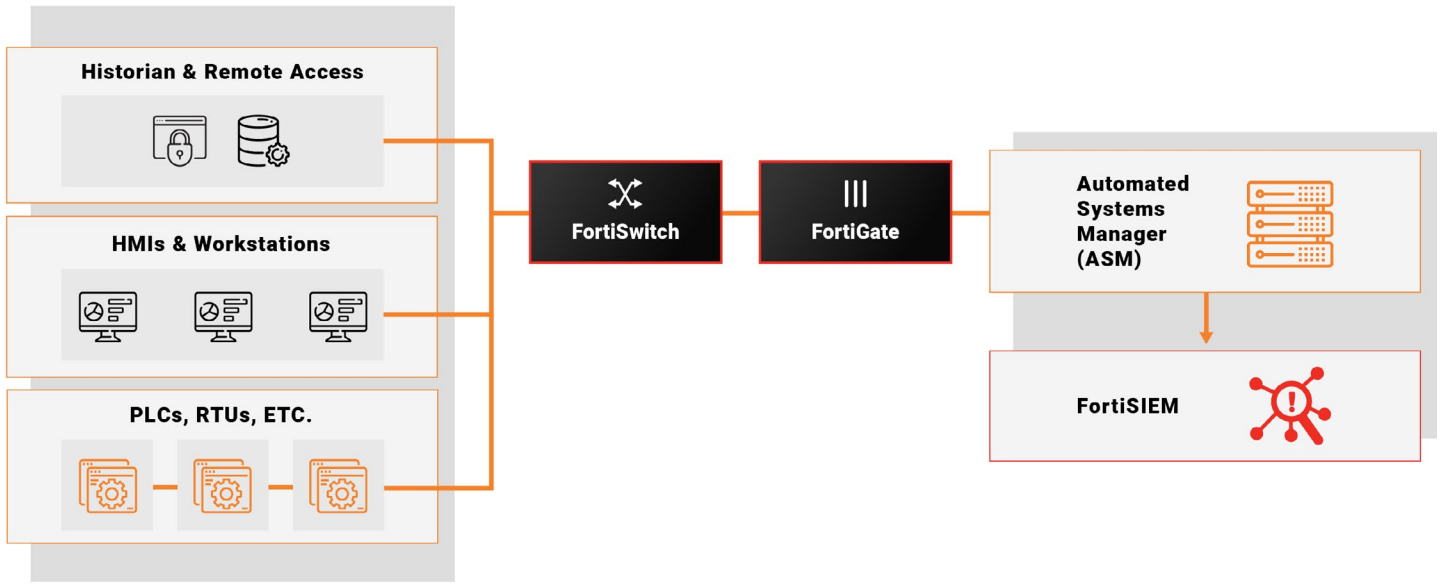 Historian & Remote Access
HMIs & Workstations
PLCs, RTUs, ETC.
FortiSwitch
FortiGate
Automated
Systems
Manager
(ASM)
FortiSIEM